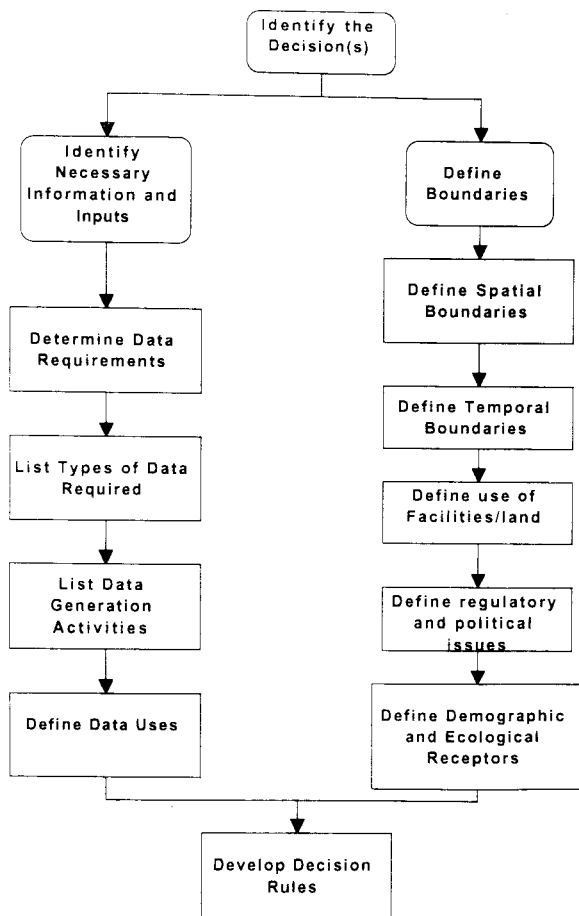 Identify the
Decision(s)
Identify
Necessary
Information and
Inputs
Define
Boundaries
Determine Data
Requirements
Define Spatial
Boundaries
List Types of Data
Required
Define Temporal
Boundaries
Define use of
Facilities/land
List Data
Generation
Activities
Define regulatory
and political
issues
Define Data Uses
Define Demographic
and Ecological
Receptors
Develop Decision
Rules